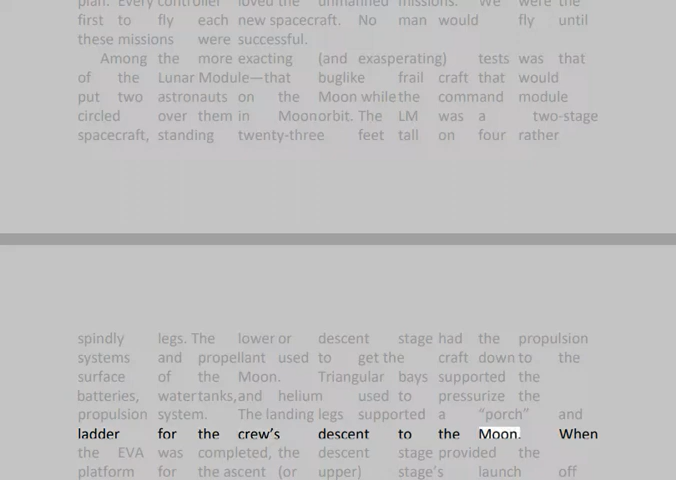 plan. Every controller loved the unmanned missions. We were the
first to fly each new spacecraft. No man would fly until
these missions were successful.
Among the more exacting (and exasperating) tests was that
of the Lunar Module—that buglike frail craft that would
put two astronauts on the Moon while the command module
circled over them in Moon orbit. The LM was a two-stage
spacecraft, standing twenty-three feet tall on four rather
spindly legs. The lower or descent stage had the propulsion
systems and propellant used to get the craft down to the
surface of the Moon. Triangular bays supported the
batteries, water tanks, and helium used to pressurize the
propulsion system. The landing legs supported a “porch” and
ladder for the crew’s descent to the Moon. When
the EVA was completed, the descent stage provided the
platform for the ascent (or upper) stage’s launch off